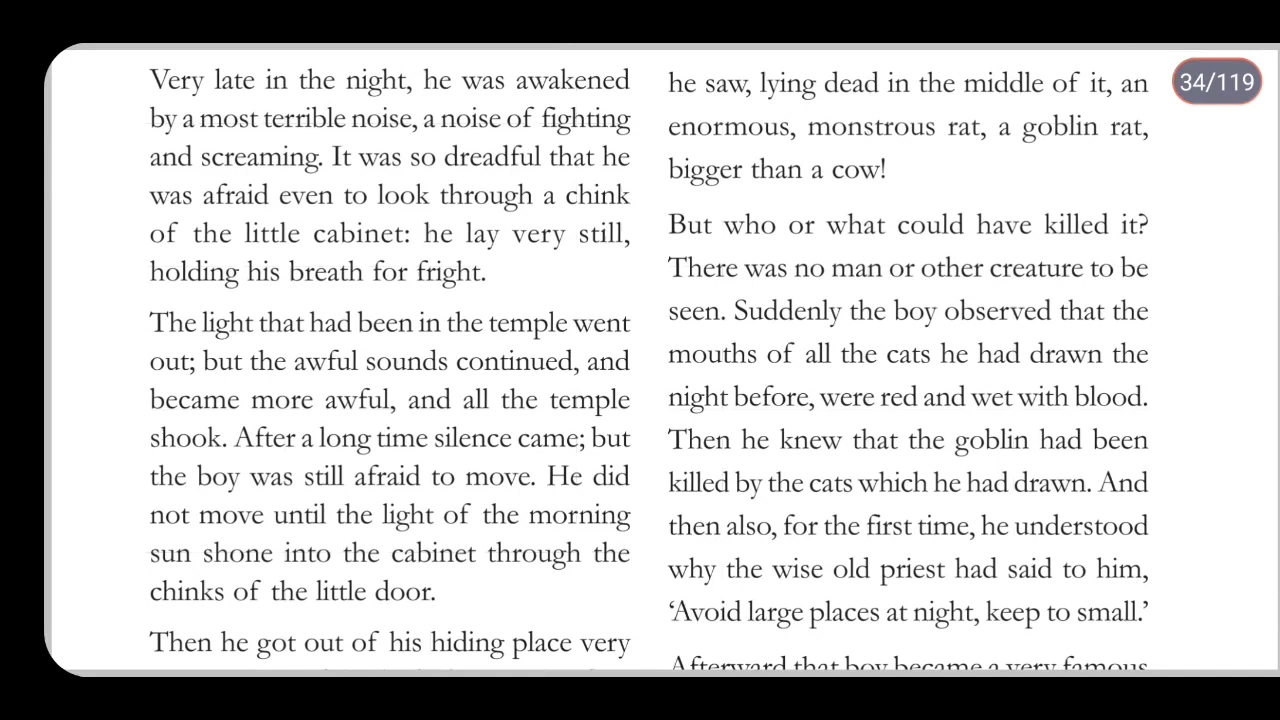 Very late in the night, he was awakened
by a most terrible noise, a noise of fighting
and screaming. It was so dreadful that he
was afraid even to look through a chink
of the little cabinet: he lay very still,
holding his breath for fright.
The light that had been in the temple went
out; but the awful sounds continued, and
became more awful, and all the temple
shook. After a long time silence came; but
the boy was still afraid to move. He did
not move until the light of the morning
sun shone into the cabinet through the
chinks of the little door.
Then he got out of his hiding place very
he saw, lying dead in the middle of it, an
enormous, monstrous rat, a goblin rat,
bigger than a cow!
But who or what could have killed it?
There was no man or other creature to be
seen. Suddenly the boy observed that the
mouths of all the cats he had drawn the
night before, were red and wet with blood.
Then he knew that the goblin had been
killed by the cats which he had drawn. And
then also, for the first time, he understood
why the wise old priest had said to him,
‘Avoid large places at night, keep to small.’
Afterward that boy became a very famous
34/119